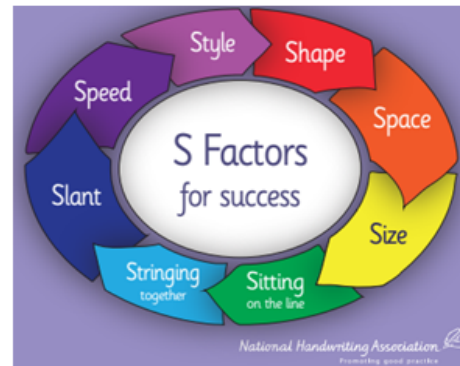 S Factors
for success
Style
Shape
Space
Size
Sitting
on the line
Stringing
together
Slant
Speed
National Handwriting Association
Promoting good practice